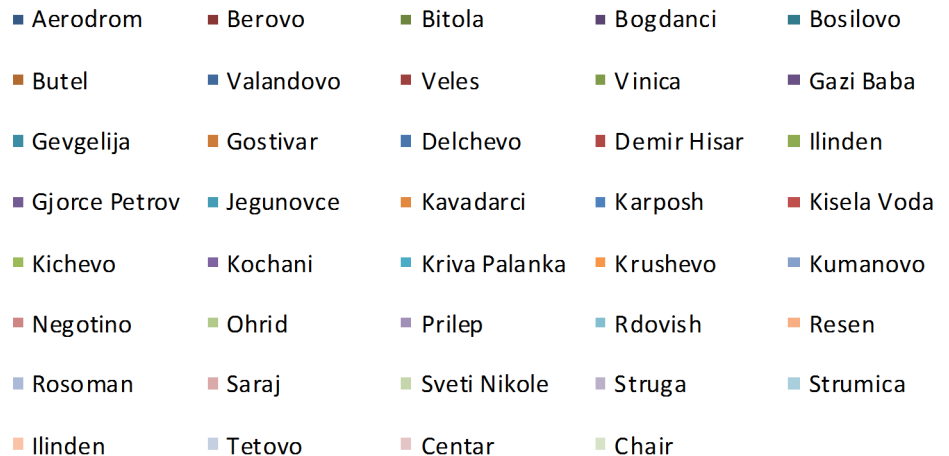 Aerodrom Berovo Bitola Bogdanci Bosilovo
Butel Valandovo Veles Vinica Gazi Baba
Gevgelija Gostivar Delchevo Demir Hisar Ilinden
Gjorce Petrov Jegunovce Kavadarci Karposh Kisela Voda
Kichevo Kochani Kriva Palanka Krushevo Kumanovo
Negotino Ohrid Prilep Rdovish Resen
Rosoman Saraj Sveti Nikole Struga Strumica
Ilinden Tetovo Centar Chair